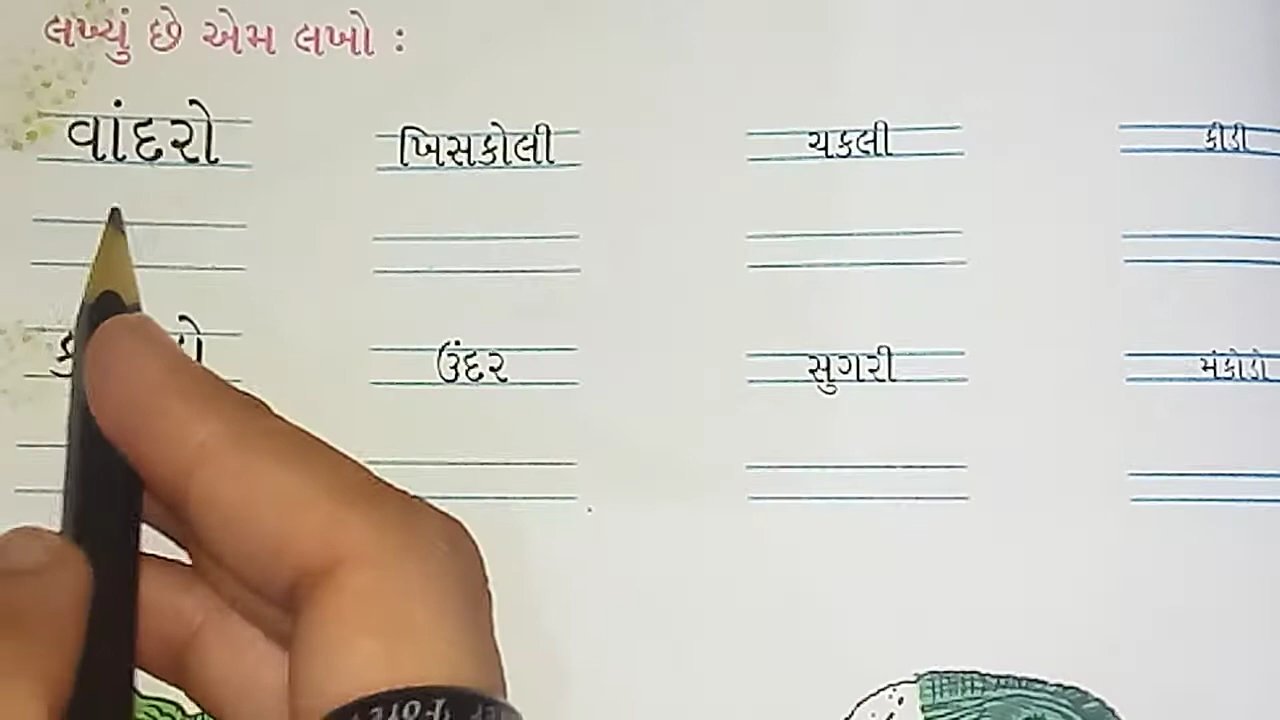 લખ્યું છે એમ લખો :
વાંદરો ખિસકોલી ચકલી કીડી
ઉંદર સુગરી મંકોડો